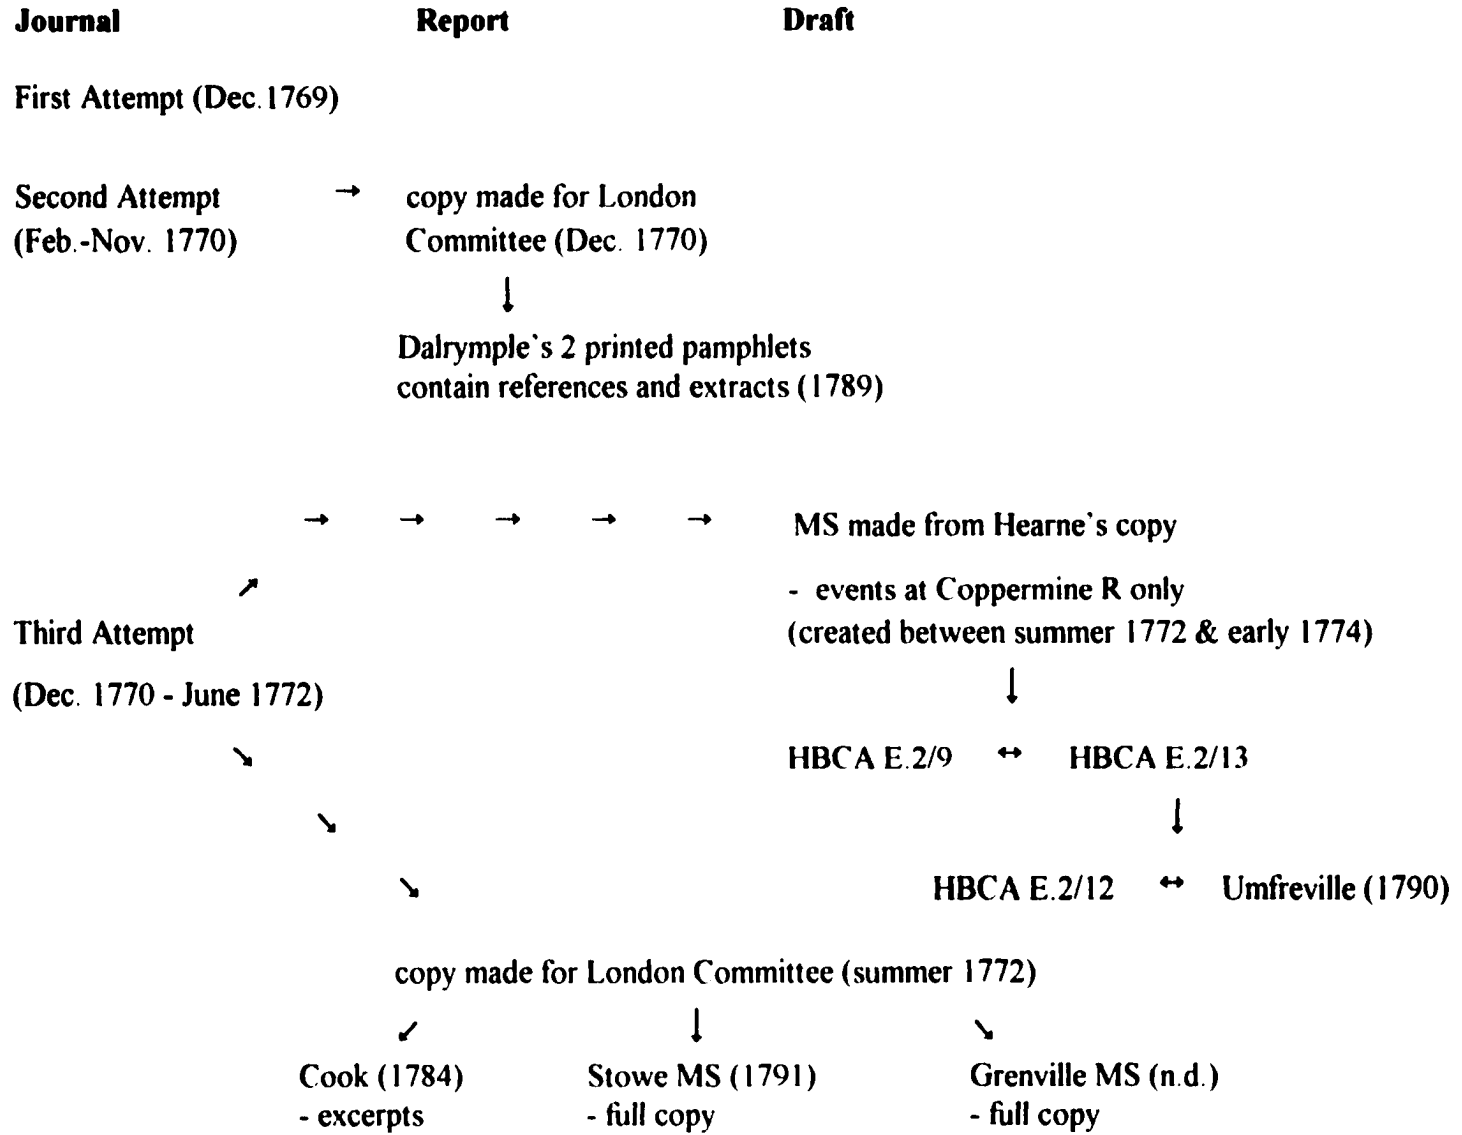 Journal Report Draft
First Attempt (Dec. 1769)
Second Attempt → copy made for London
(Feb.-Nov. 1770) Committee (Dec. 1770)
↓
Dalrymple's 2 printed pamphlets
contain references and extracts (1789)
→ → → → → MS made from Hearne's copy
↗ - events at Coppermine R only
Third Attempt (created between summer 1772 & early 1774)
(Dec. 1770 - June 1772) ↓
↘ HBCA E.2/9 ↔ HBCA E.2/13
↘ ↓
↘ HBCA E.2/12 ↔ Umfreville (1790)
copy made for London Committee (summer 1772)
↙ ↓ ↘
Cook (1784) Stowe MS (1791) Grenville MS (n.d.)
- excerpts - full copy - full copy